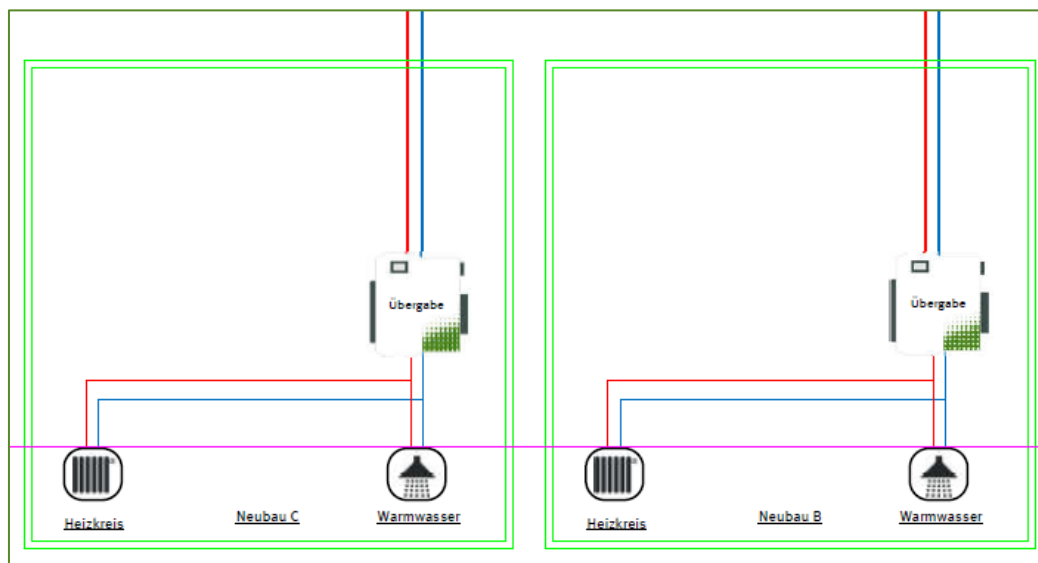 Übergabe
Übergabe
Heizkreis
Neubau C
Warmwasser
Heizkreis
Neubau B
Warmwasser